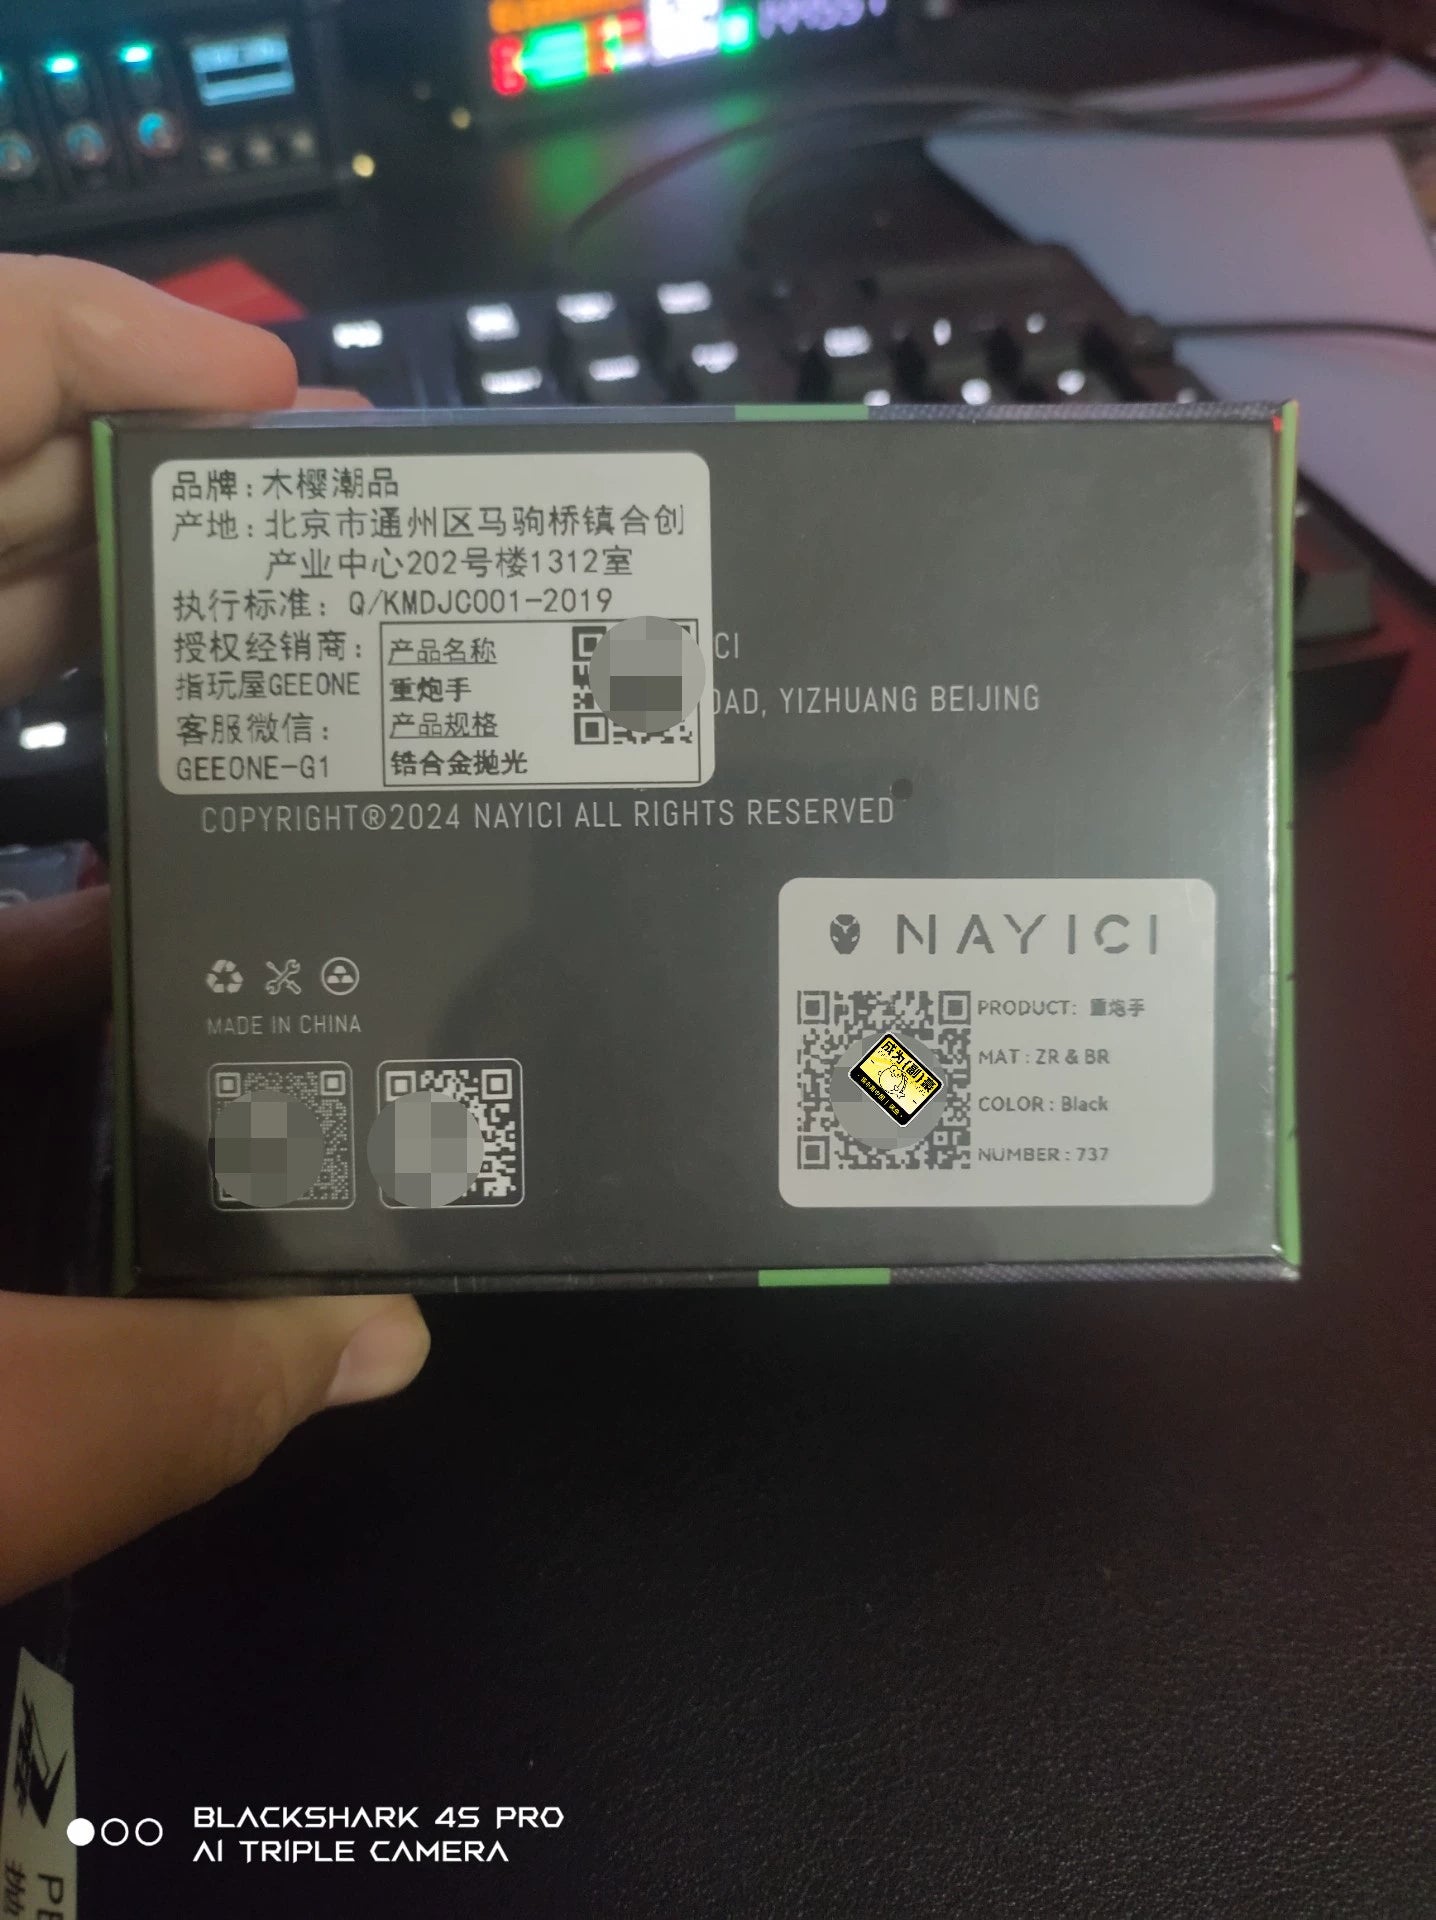 品牌:木樱潮品
产地:北京市通州区马驹桥镇合创
产业中心202号楼1312室
执行标准: Q/KMDJC001-2019
授权经销商:
指玩屋GEEONE
客服微信:
GEEONE-G1
产品名称
重炮手
产品规格
锆合金抛光
CI
OAD, YIZHUANG BEIJING
COPYRIGHT®2024 NAYICI ALL RIGHTS RESERVED
MADE IN CHINA
NAYICI
PRODUCT: 重炮手
MAT : ZR & BR
COLOR : Black
NUMBER : 737
成为(副)豪
BLACKSHARK 4S PRO
AI TRIPLE CAMERA